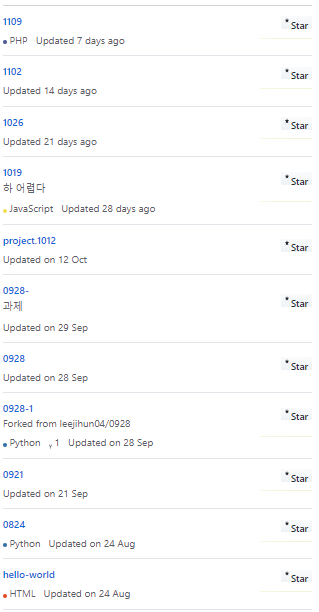 1109
Star
PHP Updated 7 days ago
1102
Star
Updated 14 days ago
1026
Star
Updated 21 days ago
1019
Star
하 어렵다
JavaScript Updated 28 days ago
project.1012
Star
Updated on 12 Oct
0928-
Star
과제
Updated on 29 Sep
0928
Star
Updated on 28 Sep
0928-1
Star
Forked from leejihun04/0928
Python 1 Updated on 28 Sep
0921
Star
Updated on 21 Sep
0824
Star
Python Updated on 24 Aug
hello-world
Star
HTML Updated on 24 Aug